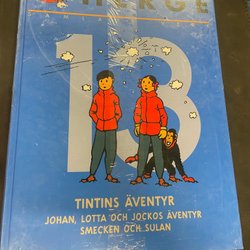 HERGÉ
13
TINTINS ÄVENTYR
JOHAN, LOTTA OCH JOCKOS ÄVENTYR
SMECKEN OCH SULAN